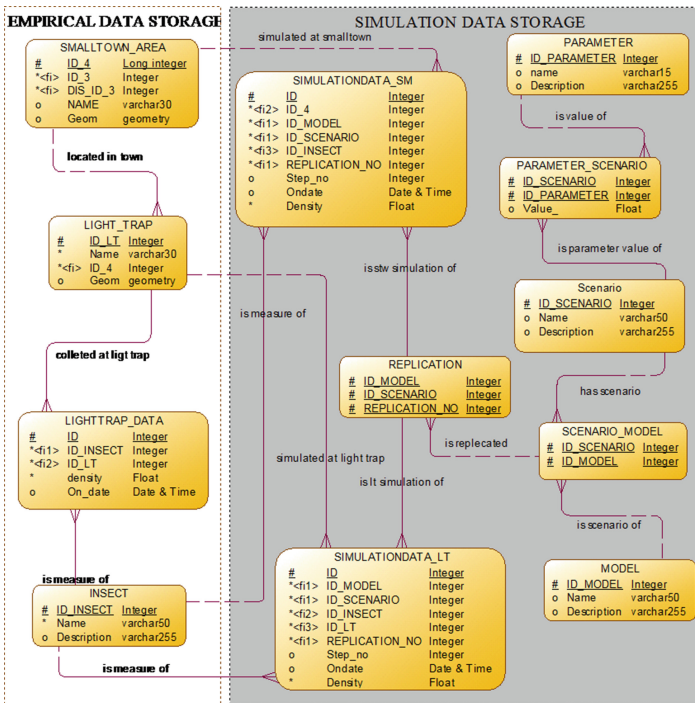 EMPIRICAL DATA STORAGE
SMALLTOWN_AREA
# ID_4 Long integer
*<fi> ID_3 Integer
*<fi> DIS_ID_3 Integer
o NAME varchar30
o Geom geometry
located in town
LIGHT_TRAP
# ID_LT Integer
* Name varchar30
*<fi> ID_4 Integer
o Geom geometry
colleted at ligt trap
LIGHTTRAP_DATA
# ID Integer
*<fi1> ID_INSECT Integer
*<fi2> ID_LT Integer
* density Float
o On_date Date & Time
is measure of
INSECT
# ID_INSECT Integer
* Name varchar50
o Description varchar255
is measure of
SIMULATION DATA STORAGE
simulated at smalltown
SIMULATIONDATA_SM
# ID Integer
*<fi2> ID_4 Integer
*<fi1> ID_MODEL Integer
*<fi1> ID_SCENARIO Integer
*<fi3> ID_INSECT Integer
*<fi1> REPLICATION_NO Integer
o Step_no Integer
o Ondate Date & Time
* Density Float
is stw simulation of
is measure of
REPLICATION
# ID_MODEL Integer
# ID_SCENARIO Integer
# REPLICATION_NO Integer
is replecated
simulated at light trap
is lt simulation of
SIMULATIONDATA_LT
# ID Integer
*<fi1> ID_MODEL Integer
*<fi1> ID_SCENARIO Integer
*<fi2> ID_INSECT Integer
*<fi3> ID_LT Integer
*<fi1> REPLICATION_NO Integer
o Step_no Integer
o Ondate Date & Time
* Density Float
PARAMETER
# ID_PARAMETER Integer
o name varchar15
o Description varchar255
is value of
PARAMETER_SCENARIO
# ID_SCENARIO Integer
# ID_PARAMETER Integer
o Value_ Float
is parameter value of
Scenario
# ID_SCENARIO Integer
o Name varchar50
o Description varchar255
has scenario
SCENARIO_MODEL
# ID_SCENARIO Integer
# ID_MODEL Integer
is scenario of
MODEL
# ID_MODEL Integer
o Name varchar50
o Description varchar255